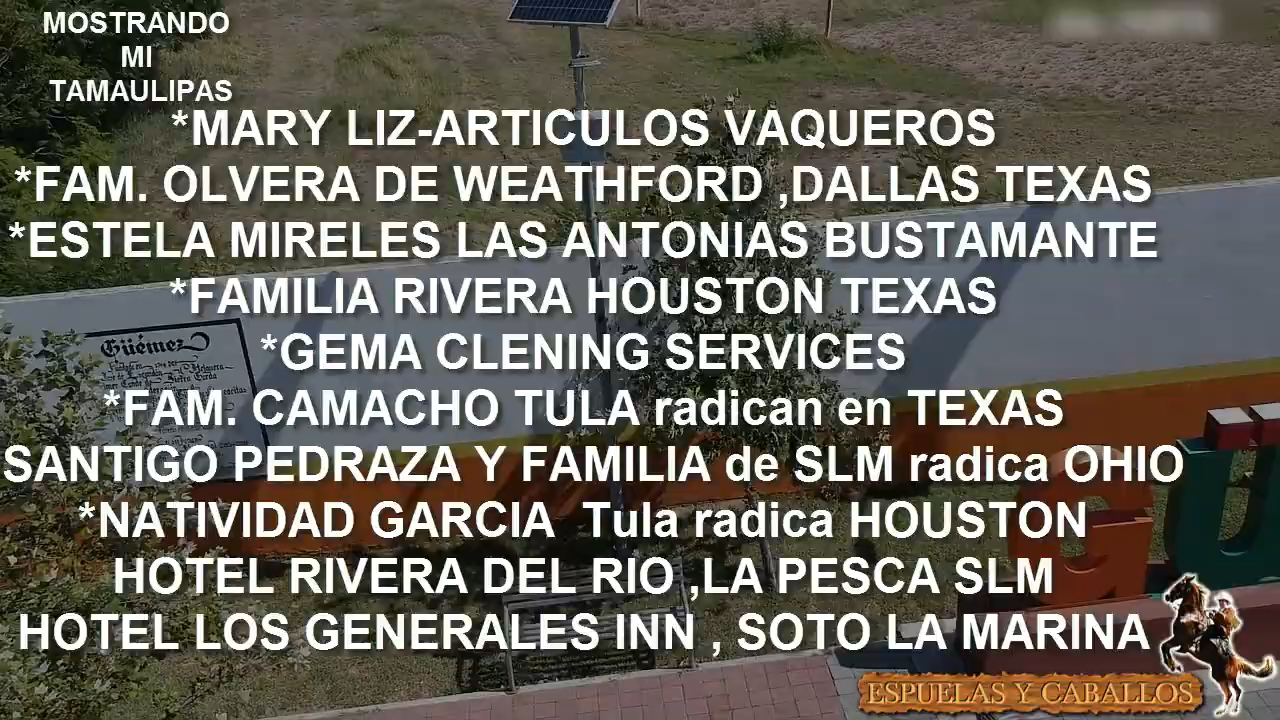 MOSTRANDO
MI
TAMAULIPAS
*MARY LIZ-ARTICULOS VAQUEROS
*FAM. OLVERA DE WEATHFORD ,DALLAS TEXAS
*ESTELA MIRELES LAS ANTONIAS BUSTAMANTE
*FAMILIA RIVERA HOUSTON TEXAS
*GEMA CLENING SERVICES
*FAM. CAMACHO TULA radican en TEXAS
SANTIGO PEDRAZA Y FAMILIA de SLM radica OHIO
*NATIVIDAD GARCIA Tula radica HOUSTON
HOTEL RIVERA DEL RIO ,LA PESCA SLM
HOTEL LOS GENERALES INN , SOTO LA MARINA
Güémez
GÜ
ESPUELAS Y CABALLOS